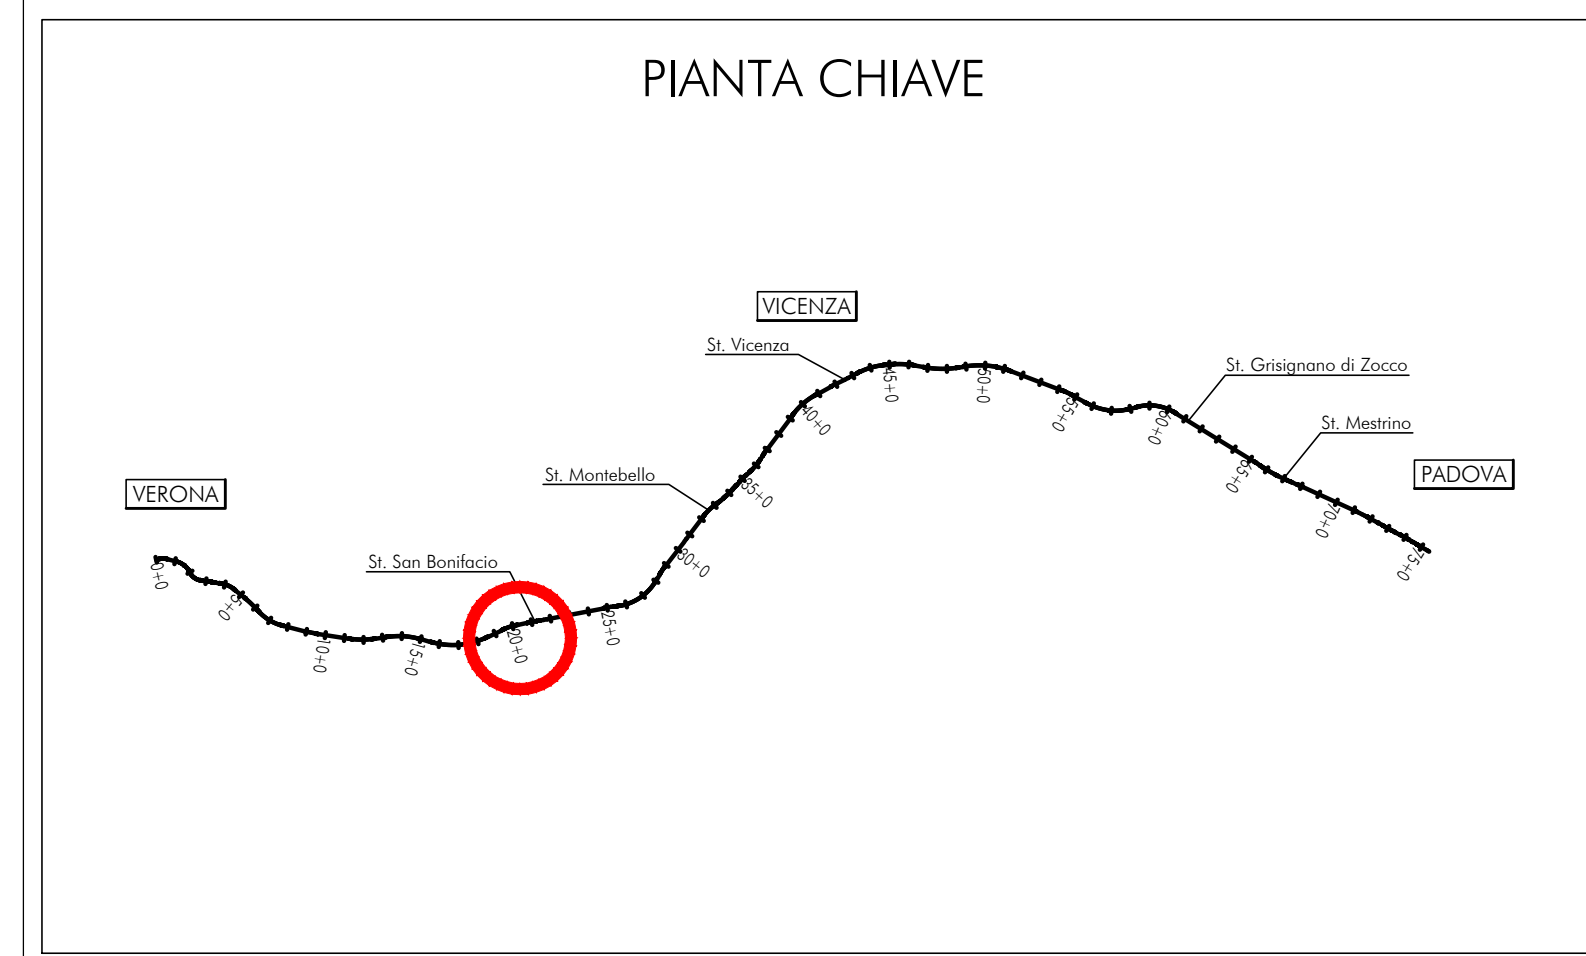 PIANTA CHIAVE
VICENZA
St. Vicenza
St. Grisignano di Zocco
St. Mestrino
PADOVA
St. Montebello
VERONA
St. San Bonifacio
0+0
5+0
10+0
15+0
20+0
25+0
30+0
35+0
40+0
45+0
50+0
55+0
60+0
65+0
70+0
75+0